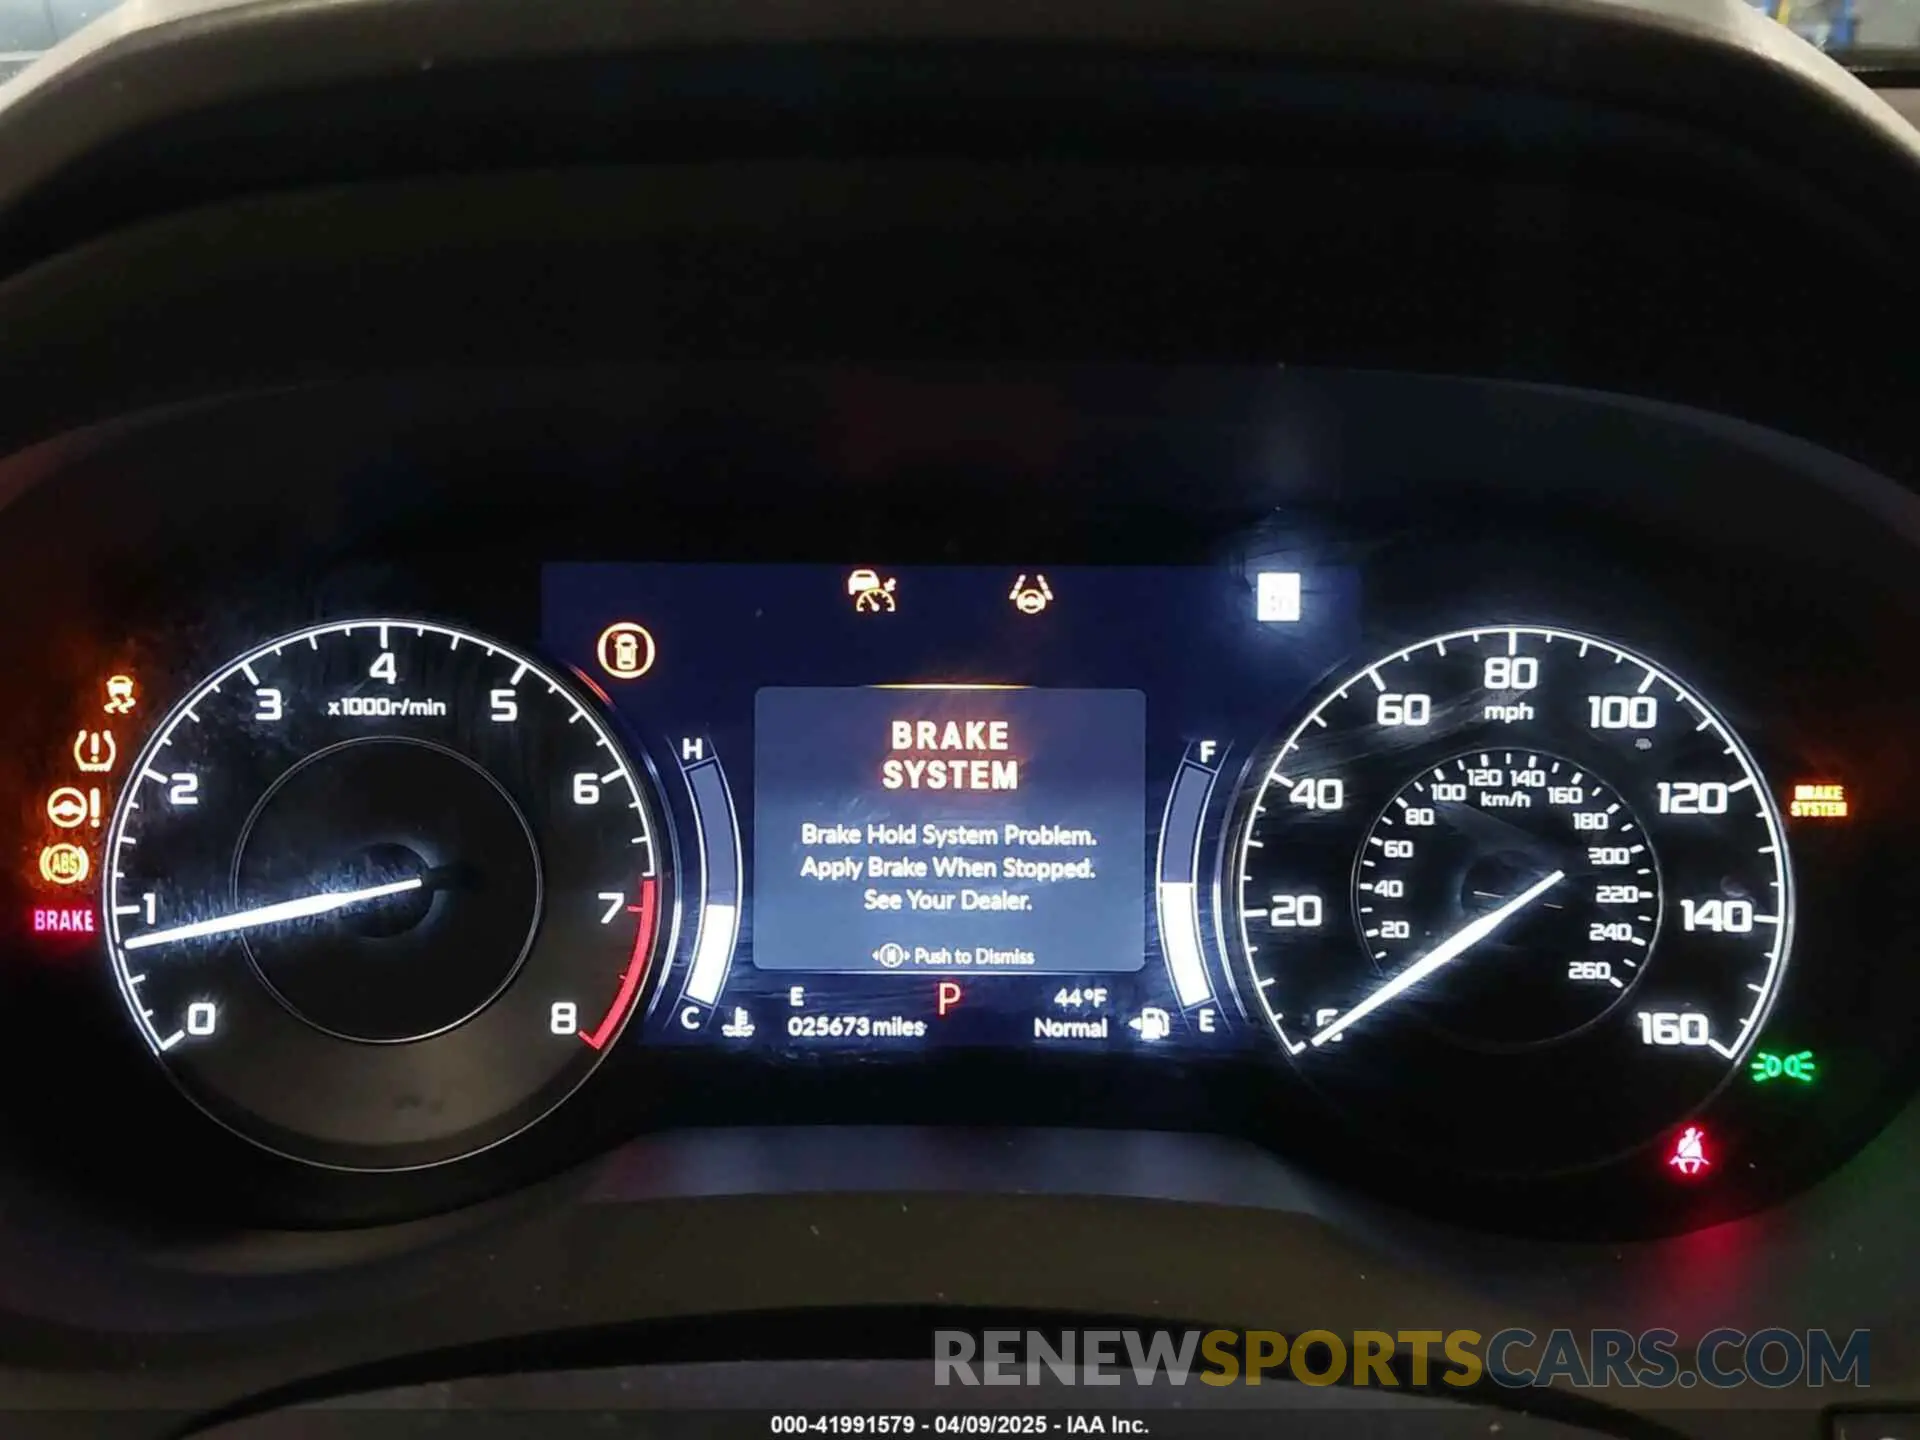 4
3
x1000r/min
5
2
6
1
7
0
8
ABS
BRAKE
BRAKE
SYSTEM
Brake Hold System Problem.
Apply Brake When Stopped.
See Your Dealer.
Push to Dismiss
H
C
F
E
E
025673 miles
P
44°F
Normal
80
60
mph
100
40
120
20
140
160
120 140
100
km/h
160
80
180
60
200
40
220
20
240
260
BRAKE
SYSTEM
RENEWSPORTSCARS.COM
000-41991579 - 04/09/2025 - IAA Inc.